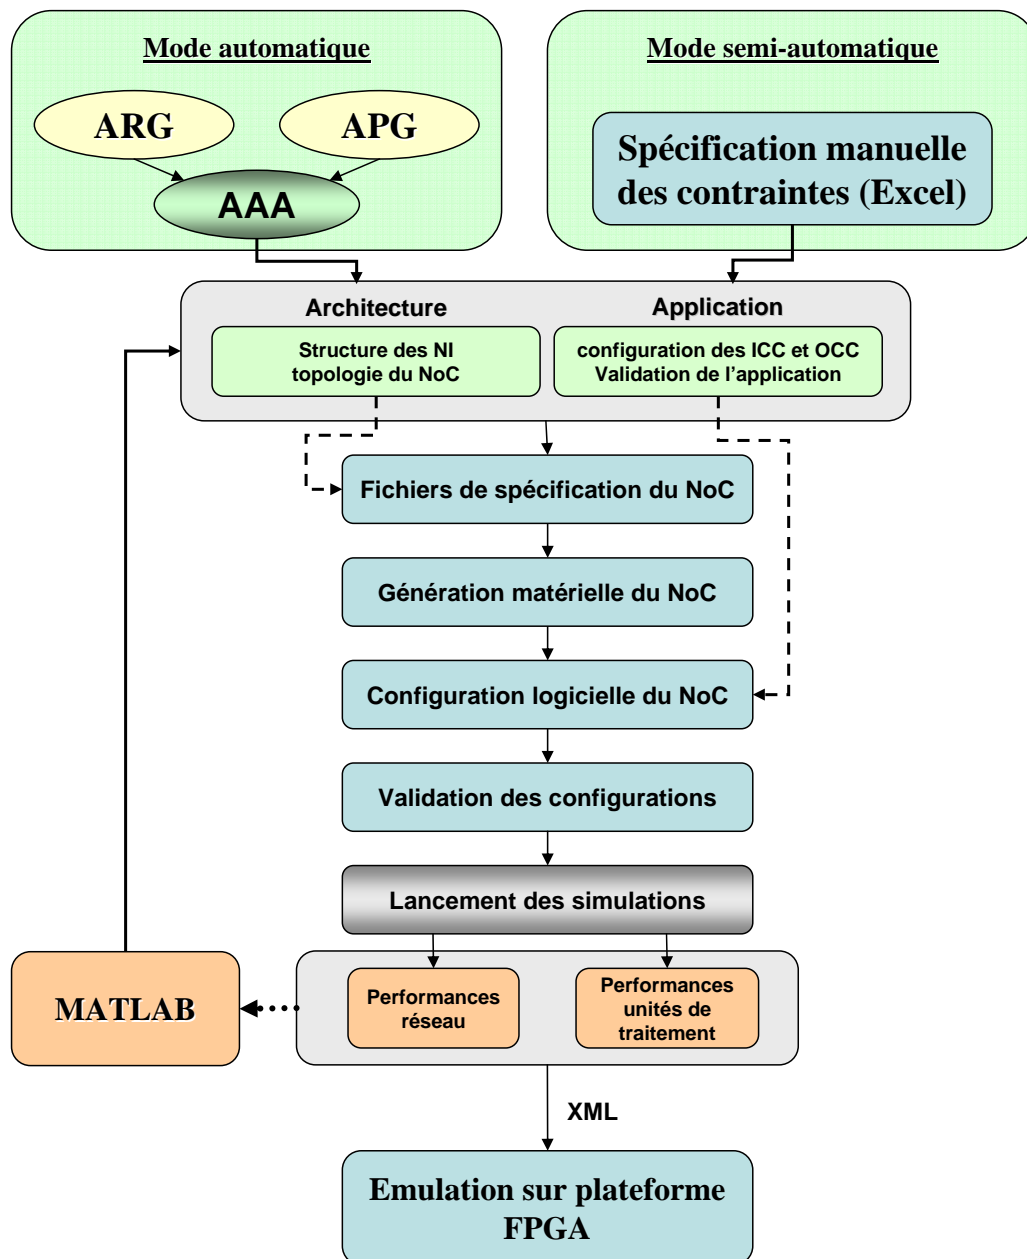 Mode automatique
Mode semi-automatique
ARG
APG
AAA
Spécification manuelle
des contraintes (Excel)
Architecture
Application
Structure des NI
topologie du NoC
configuration des ICC et OCC
Validation de l'application
Fichiers de spécification du NoC
Génération matérielle du NoC
Configuration logicielle du NoC
Validation des configurations
Lancement des simulations
MATLAB
Performances
réseau
Performances
unités de
traitement
XML
Emulation sur plateforme
FPGA